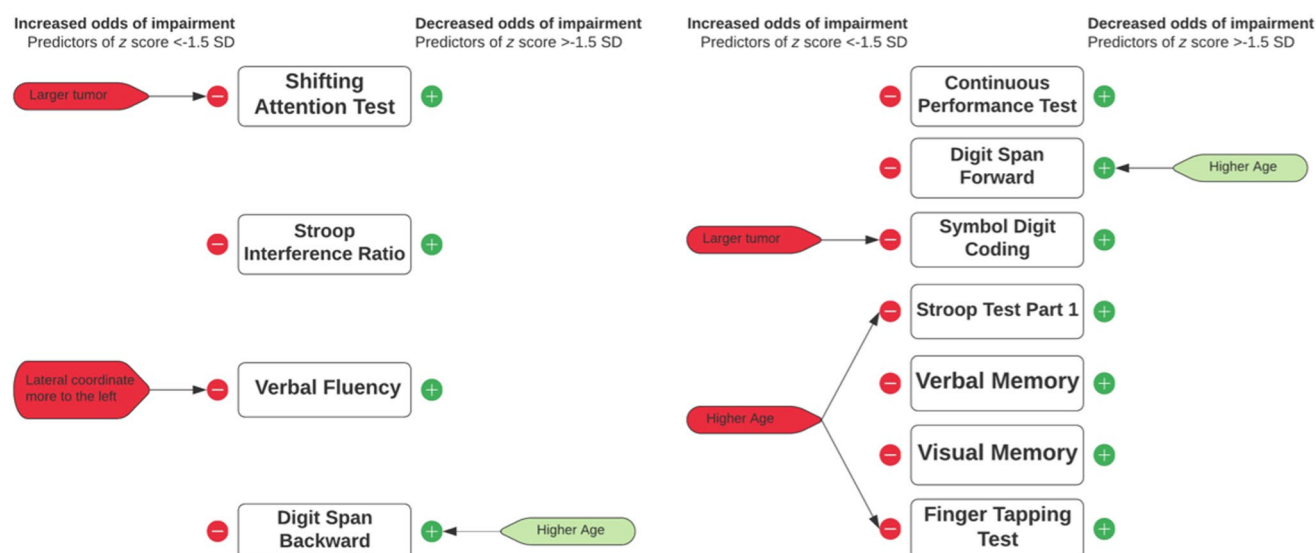 Increased odds of impairment
Predictors of z score <-1.5 SD
Decreased odds of impairment
Predictors of z score >-1.5 SD
Larger tumor
Shifting
Attention Test
Stroop
Interference Ratio
Lateral coordinate
more to the left
Verbal Fluency
Digit Span
Backward
Higher Age
Increased odds of impairment
Predictors of z score <-1.5 SD
Decreased odds of impairment
Predictors of z score >-1.5 SD
Continuous
Performance Test
Digit Span
Forward
Higher Age
Larger tumor
Symbol Digit
Coding
Stroop Test Part 1
Verbal Memory
Higher Age
Visual Memory
Finger Tapping
Test